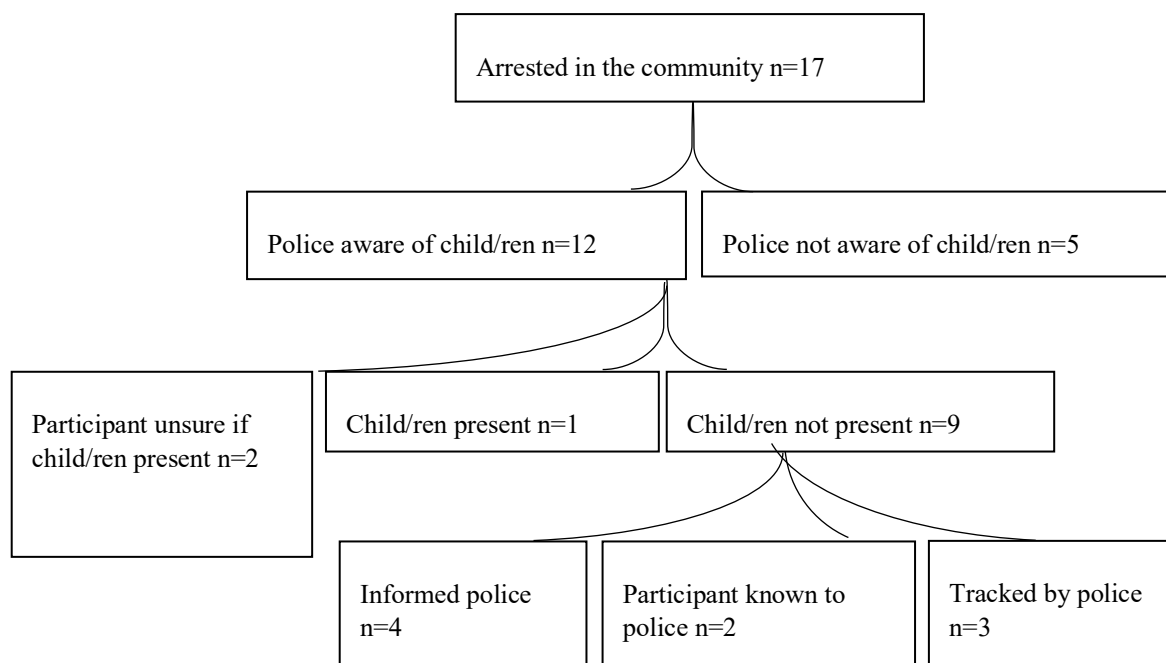 Arrested in the community n=17
Police aware of child/ren n=12
Police not aware of child/ren n=5
Participant unsure if
child/ren present n=2
Child/ren present n=1
Child/ren not present n=9
Informed police
n=4
Participant known to
police n=2
Tracked by police
n=3